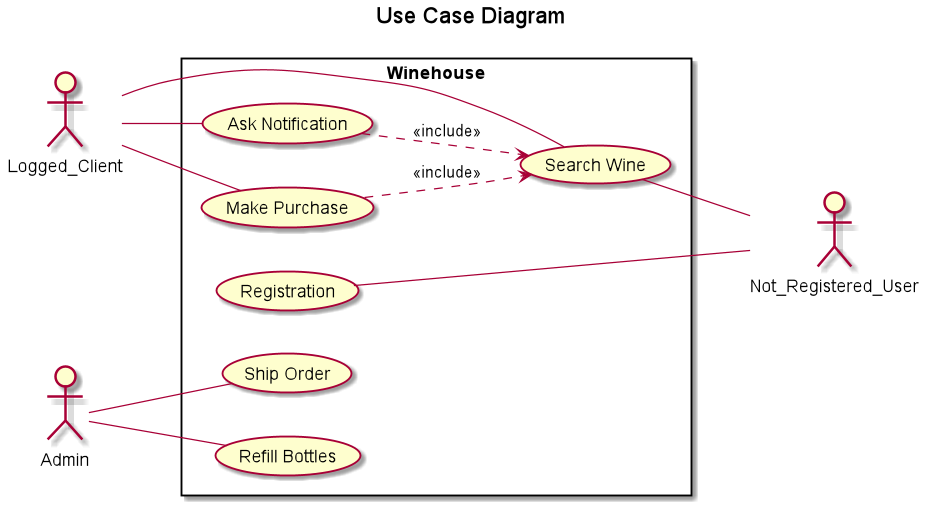 Use Case Diagram
Winehouse
Ask Notification
«include»
Search Wine
Logged_Client
«include»
Make Purchase
Registration
Not_Registered_User
Ship Order
Admin
Refill Bottles